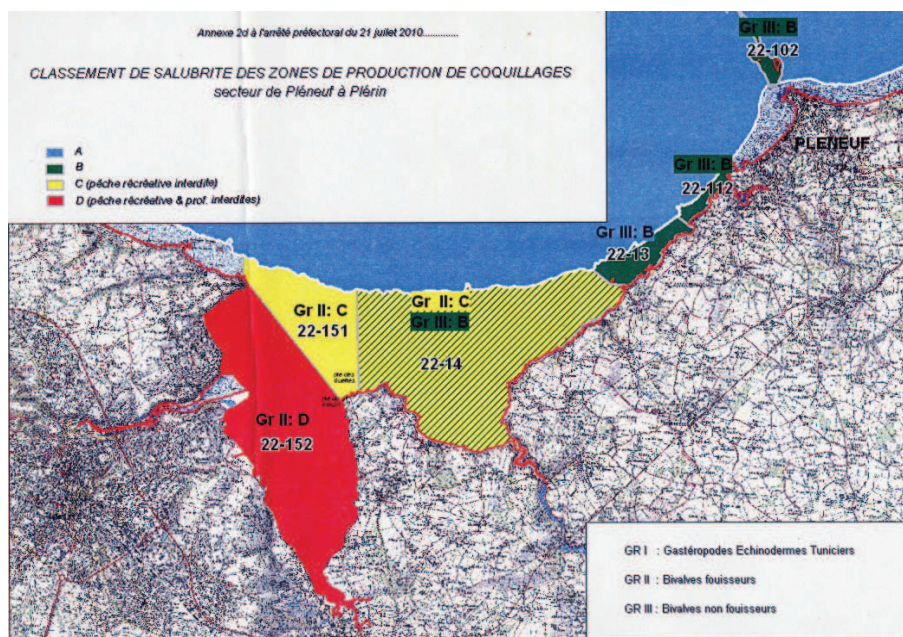 Annexe 2d à l'arrêté préfectoral du 21 juillet 2010.............
CLASSEMENT DE SALUBRITE DES ZONES DE PRODUCTION DE COQUILLAGES
secteur de Pléneuf à Plérin
A
B
C (pêche récréative interdite)
D (pêche récréative & prof. interdites)
Gr III: B
22-102
PLENEUF
Gr III: B
22-112
Gr III: B
22-13
Gr II: C
22-151
Gr II: C
Gr III: B
22-14
pte des
Gr II: D
22-152
GR I : Gastéropodes Echinodermes Tuniciers
GR II : Bivalves fouisseurs
GR III : Bivalves non fouisseurs